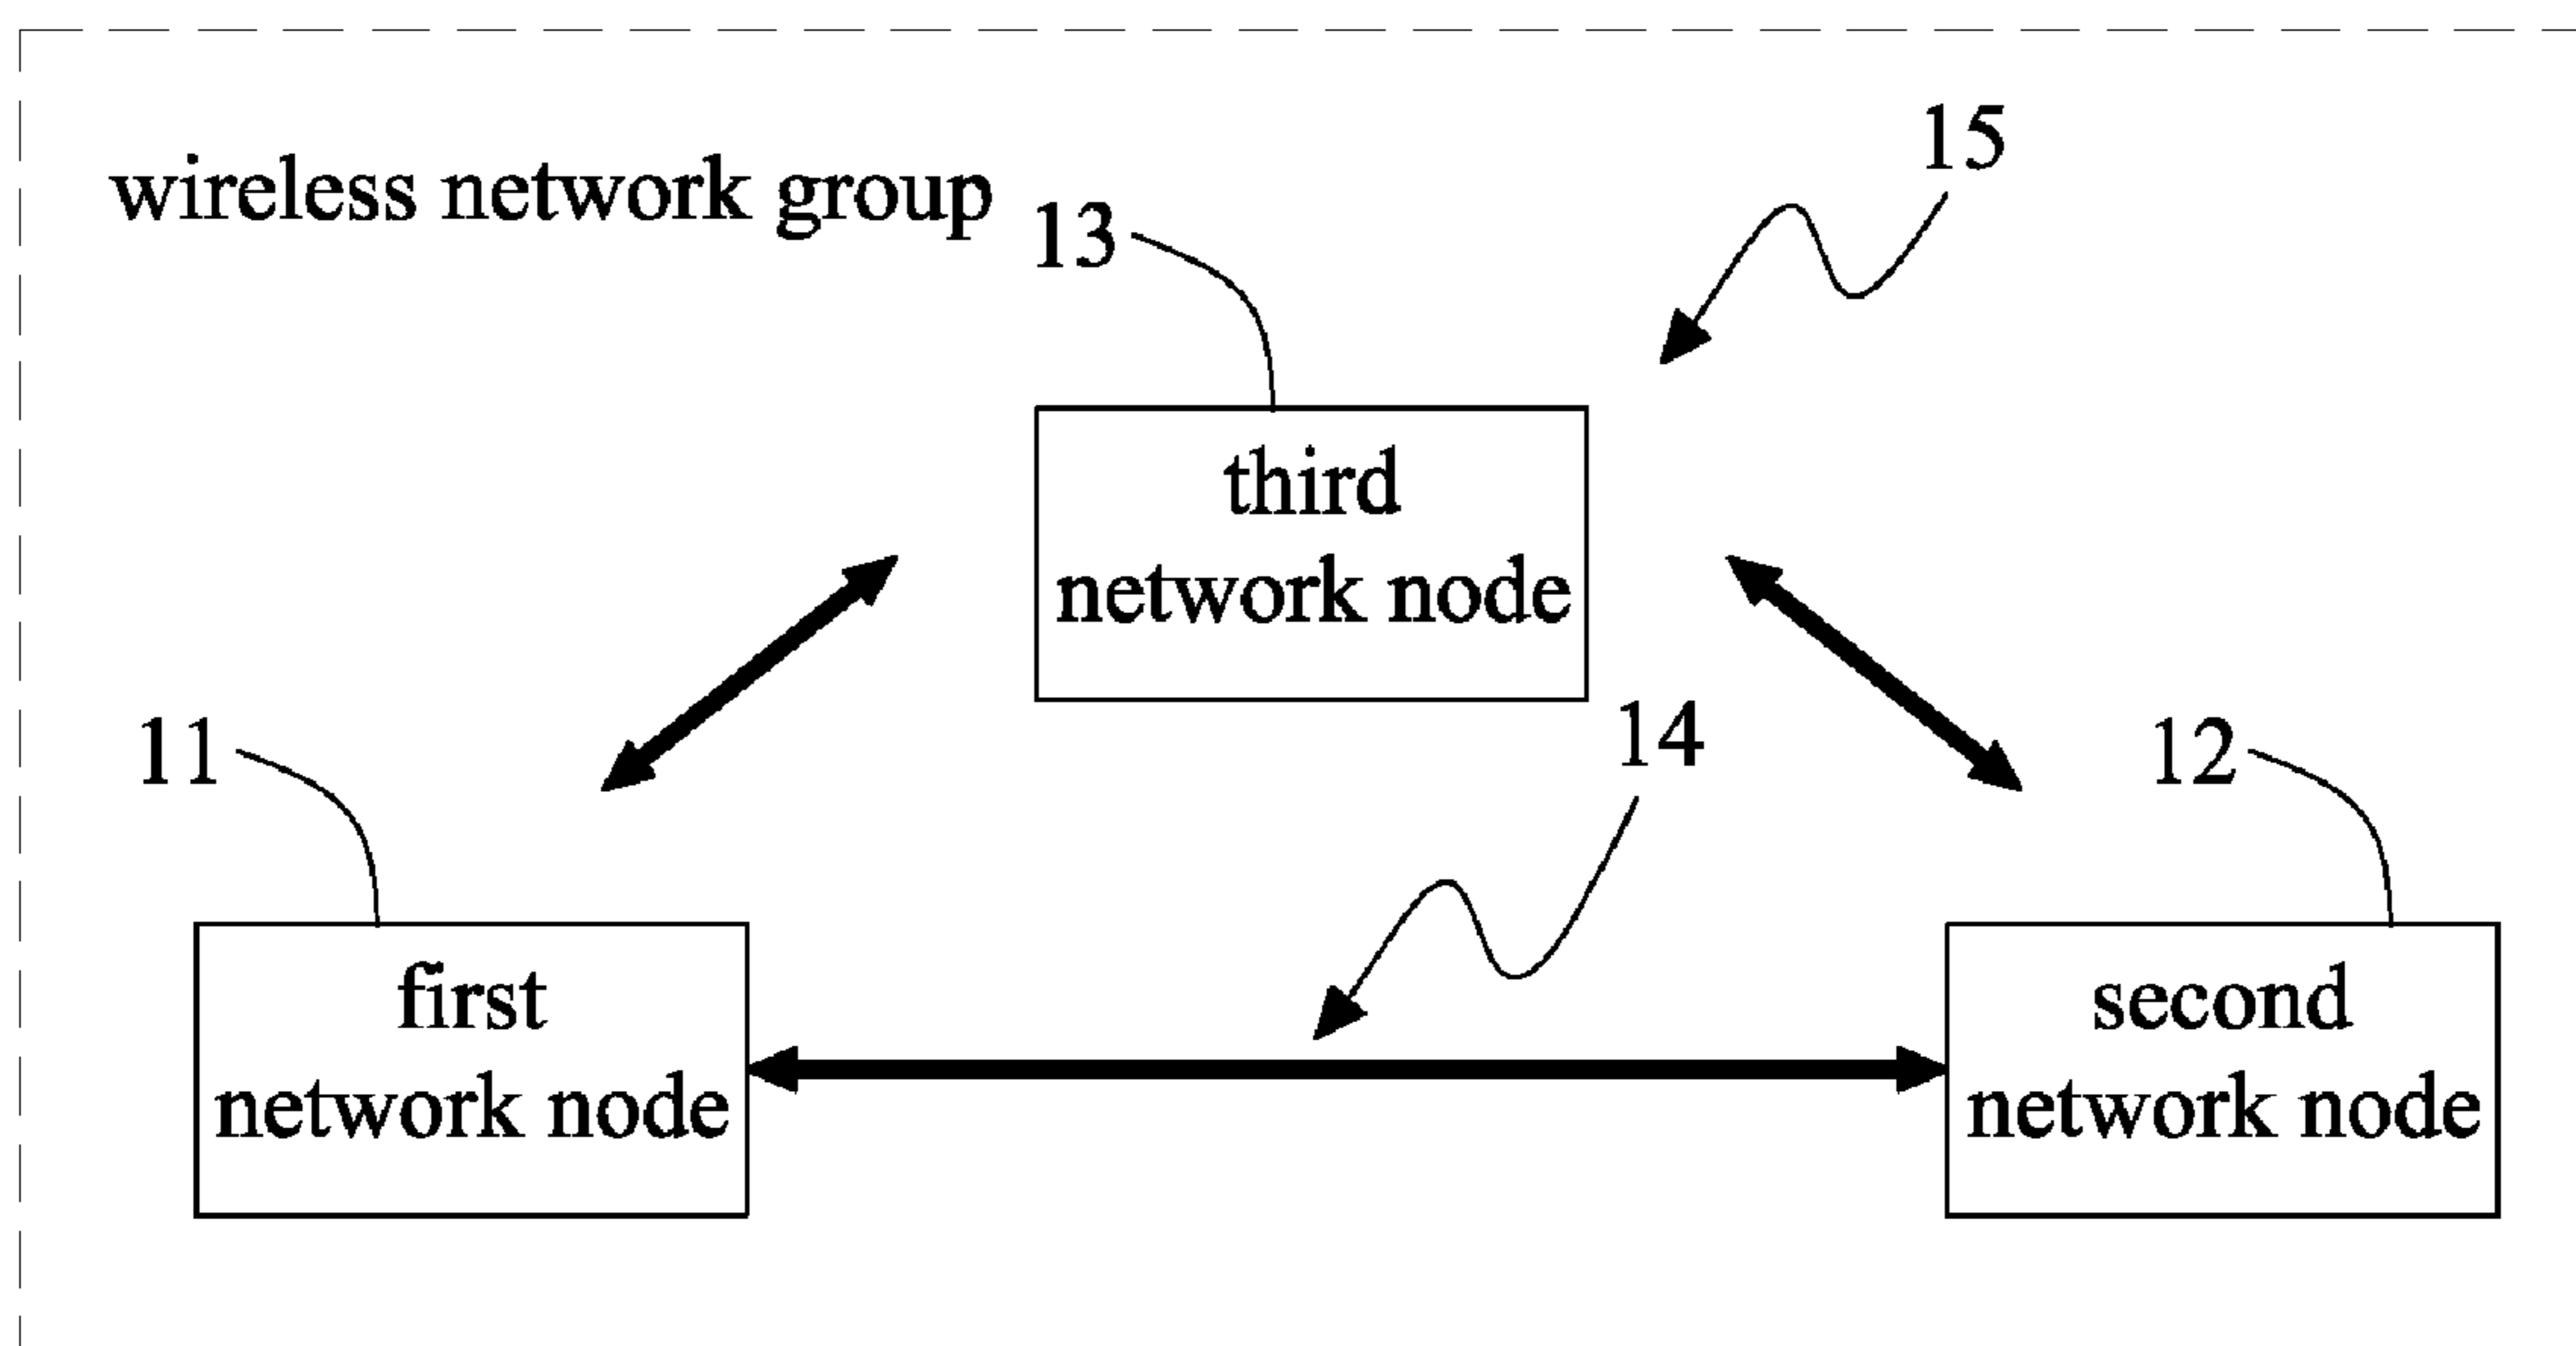 15
wireless network group
13
third
network node
14
11
12
first
network node
second
network node